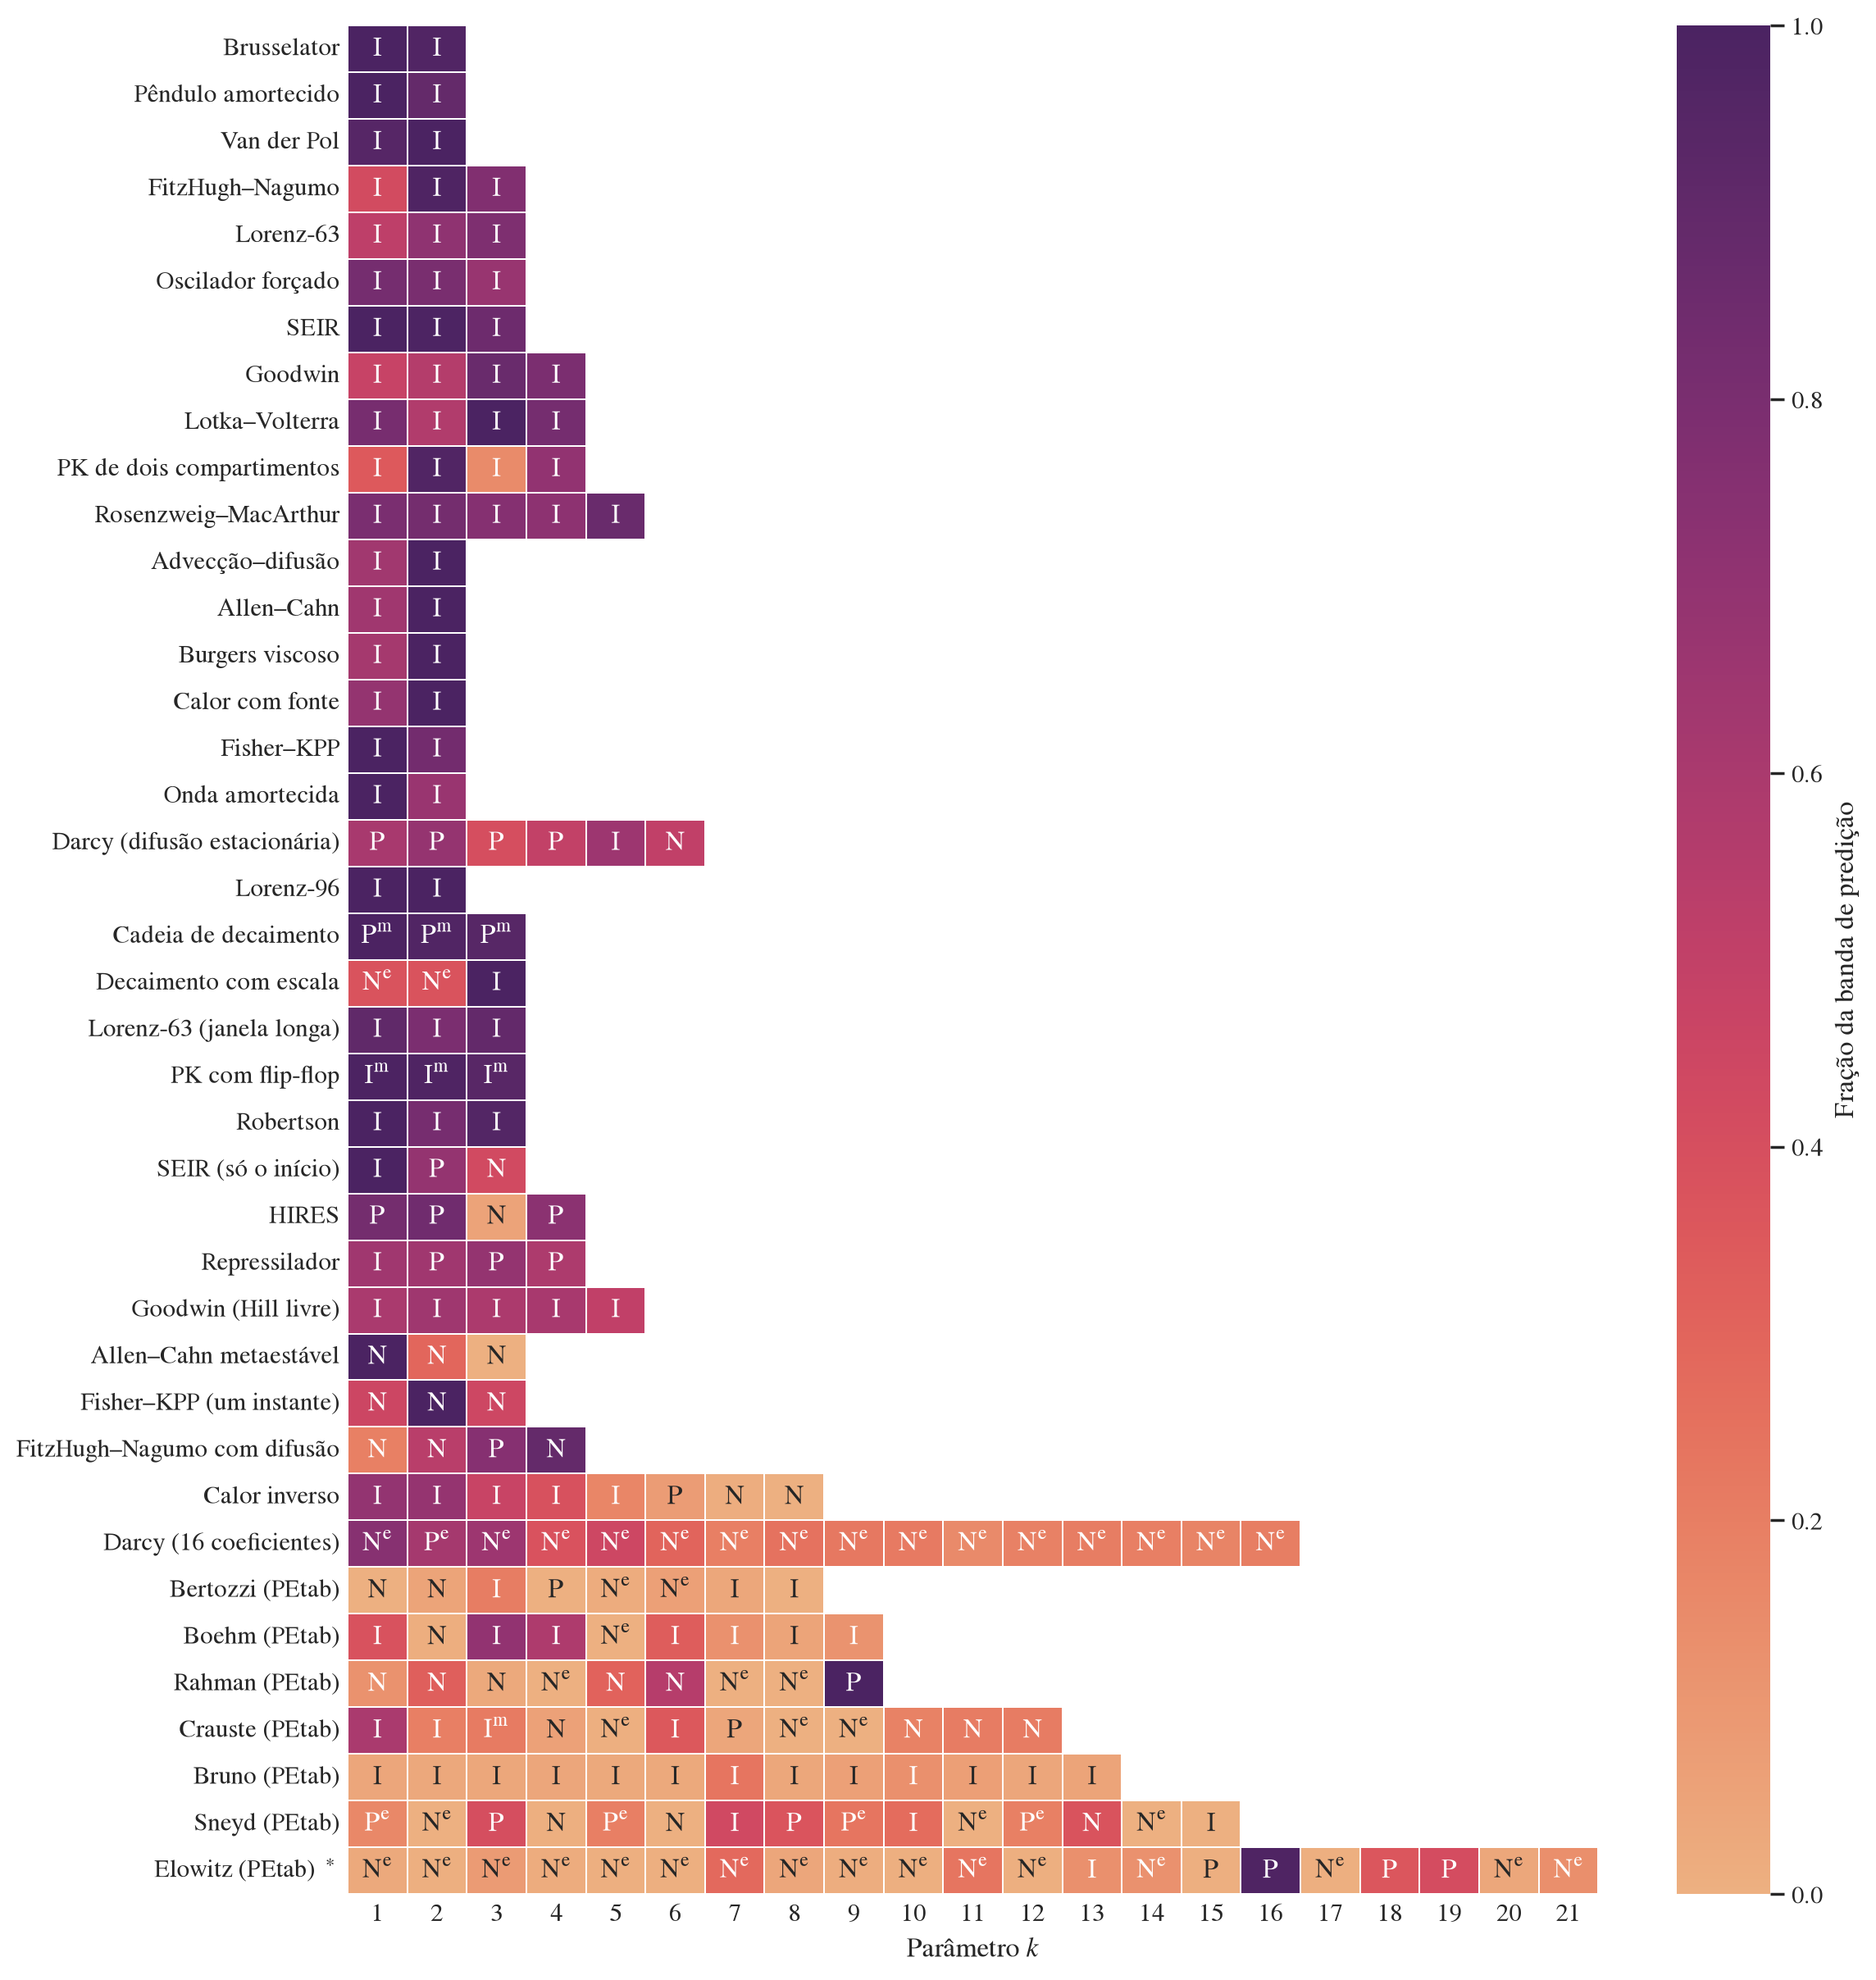 Brusselator I I
Pêndulo amortecido I I
Van der Pol I I
FitzHugh–Nagumo I I I
Lorenz-63 I I I
Oscilador forçado I I I
SEIR I I I
Goodwin I I I I
Lotka–Volterra I I I I
PK de dois compartimentos I I I I
Rosenzweig–MacArthur I I I I I
Advecção–difusão I I
Allen–Cahn I I
Burgers viscoso I I
Calor com fonte I I
Fisher–KPP I I
Onda amortecida I I
Darcy (difusão estacionária) P P P P I N
Lorenz-96 I I
Cadeia de decaimento Pᵐ Pᵐ Pᵐ
Decaimento com escala Nᵉ Nᵉ I
Lorenz-63 (janela longa) I I I
PK com flip-flop Iᵐ Iᵐ Iᵐ
Robertson I I I
SEIR (só o início) I P N
HIRES P P N P
Repressilador I P P P
Goodwin (Hill livre) I I I I I
Allen–Cahn metaestável N N N
Fisher–KPP (um instante) N N N
FitzHugh–Nagumo com difusão N N P N
Calor inverso I I I I I P N N
Darcy (16 coeficientes) Nᵉ Pᵉ Nᵉ Nᵉ Nᵉ Nᵉ Nᵉ Nᵉ Nᵉ Nᵉ Nᵉ Nᵉ Nᵉ Nᵉ Nᵉ Nᵉ
Bertozzi (PEtab) N N I P Nᵉ Nᵉ I I
Boehm (PEtab) I N I I Nᵉ I I I I
Rahman (PEtab) N N N Nᵉ N N Nᵉ Nᵉ P
Crauste (PEtab) I I Iᵐ N Nᵉ I P Nᵉ Nᵉ N N N
Bruno (PEtab) I I I I I I I I I I I I I
Sneyd (PEtab) Pᵉ Nᵉ P N Pᵉ N I P Pᵉ I Nᵉ Pᵉ N Nᵉ I
Elowitz (PEtab) * Nᵉ Nᵉ Nᵉ Nᵉ Nᵉ Nᵉ Nᵉ Nᵉ Nᵉ Nᵉ Nᵉ Nᵉ I Nᵉ P P Nᵉ P P Nᵉ Nᵉ
1 2 3 4 5 6 7 8 9 10 11 12 13 14 15 16 17 18 19 20 21
Parâmetro k
1.0
0.8
0.6
0.4
0.2
0.0
Fração da banda de predição